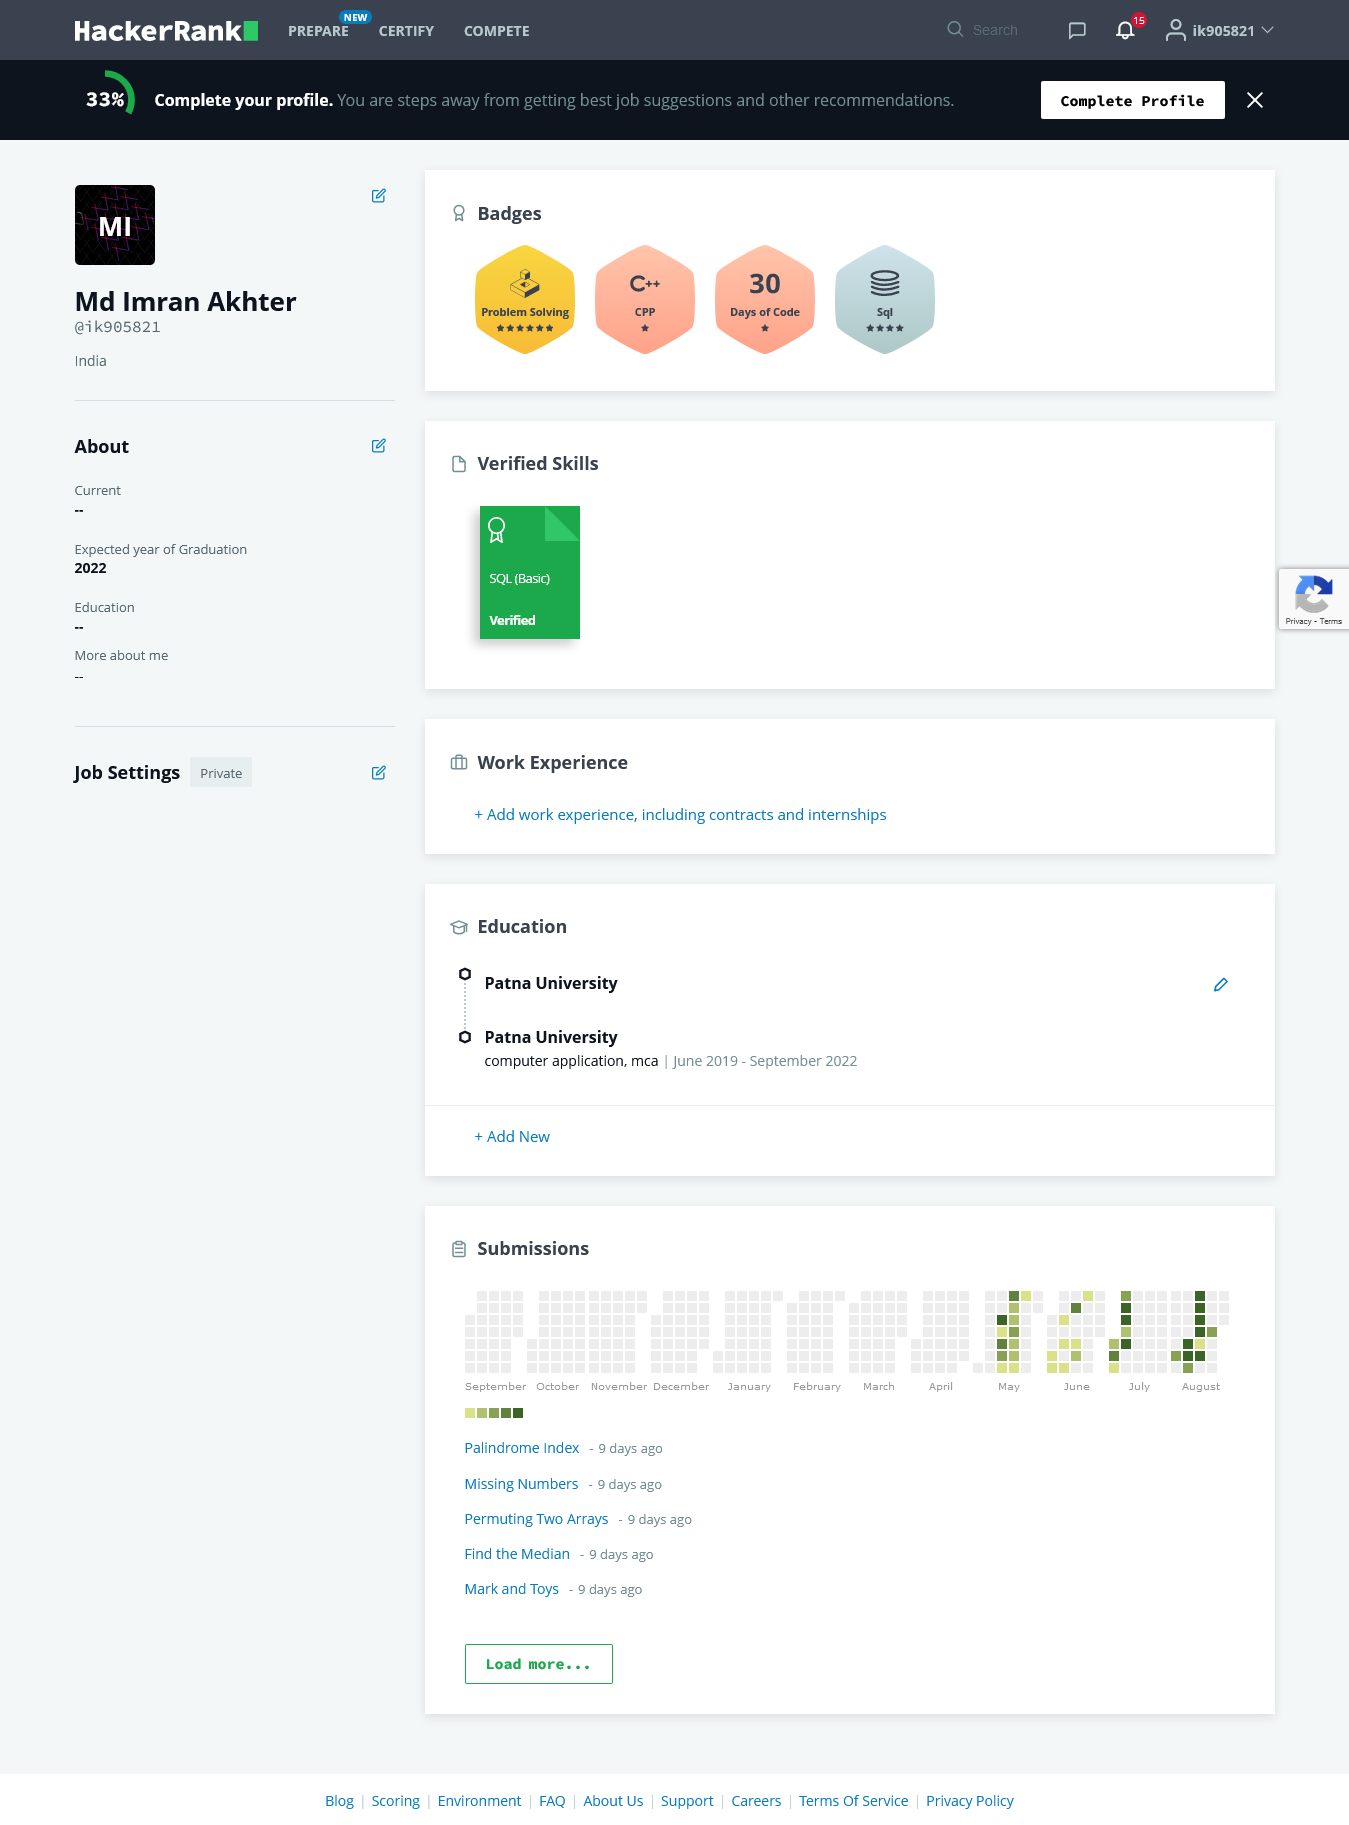 HackerRank
PREPARE NEW CERTIFY COMPETE Search 15 ik905821
33% Complete your profile. You are steps away from getting best job suggestions and other recommendations. Complete Profile
MI
Md Imran Akhter
@ik905821
India
About
Current
--
Expected year of Graduation
2022
Education
--
More about me
--
Job Settings Private
Badges
Problem Solving
C++
CPP
30
Days of Code
Sql
Verified Skills
SQL (Basic)
Verified
Privacy - Terms
Work Experience
+ Add work experience, including contracts and internships
Education
Patna University
Patna University
computer application, mca | June 2019 - September 2022
+ Add New
Submissions
September October November December January February March April May June July August
Palindrome Index - 9 days ago
Missing Numbers - 9 days ago
Permuting Two Arrays - 9 days ago
Find the Median - 9 days ago
Mark and Toys - 9 days ago
Load more...
Blog | Scoring | Environment | FAQ | About Us | Support | Careers | Terms Of Service | Privacy Policy